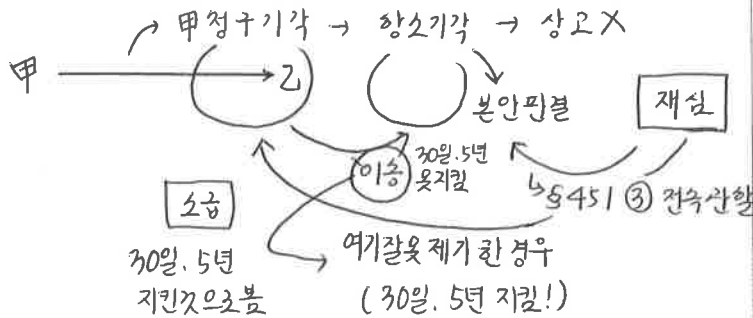 甲청구기각 → 항소기각 → 상고X
甲 → 乙
본안판결
재심
이송
30일.5년
못지킴
↳§451 ③ 전속관할
소급
30일.5년
지킨것으로봄
여기잘못 제기한 경우
(30일.5년 지킴!)